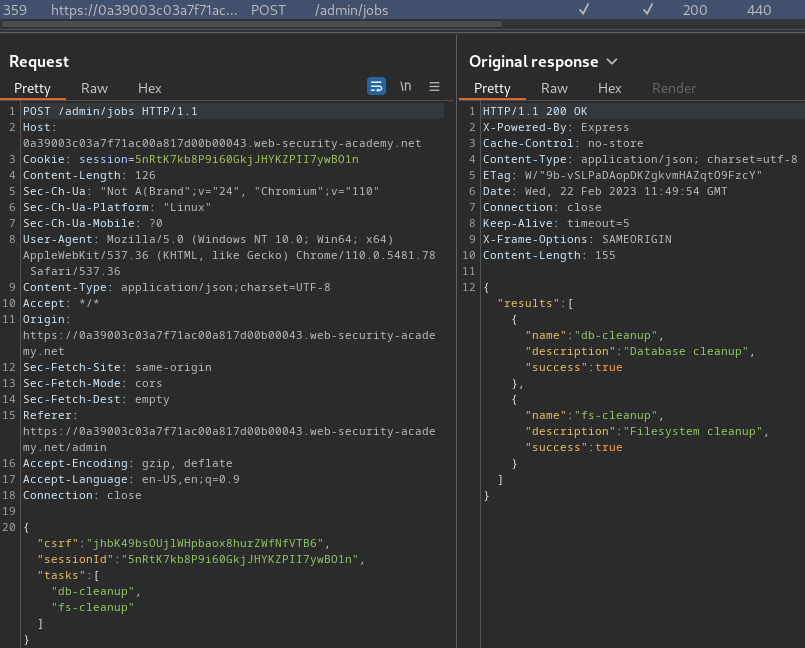 359 https://0a39003c03a7f71ac... POST /admin/jobs ✓ ✓ 200 440
Request
Pretty Raw Hex \n
1 POST /admin/jobs HTTP/1.1
2 Host:
0a39003c03a7f71ac00a817d00b00043.web-security-academy.net
3 Cookie: session=5nRtK7kb8P9i60GkjJHYKZPII7ywBO1n
4 Content-Length: 126
5 Sec-Ch-Ua: "Not A(Brand";v="24", "Chromium";v="110"
6 Sec-Ch-Ua-Platform: "Linux"
7 Sec-Ch-Ua-Mobile: ?0
8 User-Agent: Mozilla/5.0 (Windows NT 10.0; Win64; x64)
AppleWebKit/537.36 (KHTML, like Gecko) Chrome/110.0.5481.78
Safari/537.36
9 Content-Type: application/json;charset=UTF-8
10 Accept: */*
11 Origin:
https://0a39003c03a7f71ac00a817d00b00043.web-security-acade
my.net
12 Sec-Fetch-Site: same-origin
13 Sec-Fetch-Mode: cors
14 Sec-Fetch-Dest: empty
15 Referer:
https://0a39003c03a7f71ac00a817d00b00043.web-security-acade
my.net/admin
16 Accept-Encoding: gzip, deflate
17 Accept-Language: en-US,en;q=0.9
18 Connection: close
19
20 {
"csrf":"jhbK49bsOUjlWHpbaox8hurZWfNfVTB6",
"sessionId":"5nRtK7kb8P9i60GkjJHYKZPII7ywBO1n",
"tasks":[
"db-cleanup",
"fs-cleanup"
]
}
Original response
Pretty Raw Hex Render
1 HTTP/1.1 200 OK
2 X-Powered-By: Express
3 Cache-Control: no-store
4 Content-Type: application/json; charset=utf-8
5 ETag: W/"9b-vSLPaDAopDKZgkvmHAZqtO9FzcY"
6 Date: Wed, 22 Feb 2023 11:49:54 GMT
7 Connection: close
8 Keep-Alive: timeout=5
9 X-Frame-Options: SAMEORIGIN
10 Content-Length: 155
11
12 {
"results":[
{
"name":"db-cleanup",
"description":"Database cleanup",
"success":true
},
{
"name":"fs-cleanup",
"description":"Filesystem cleanup",
"success":true
}
]
}